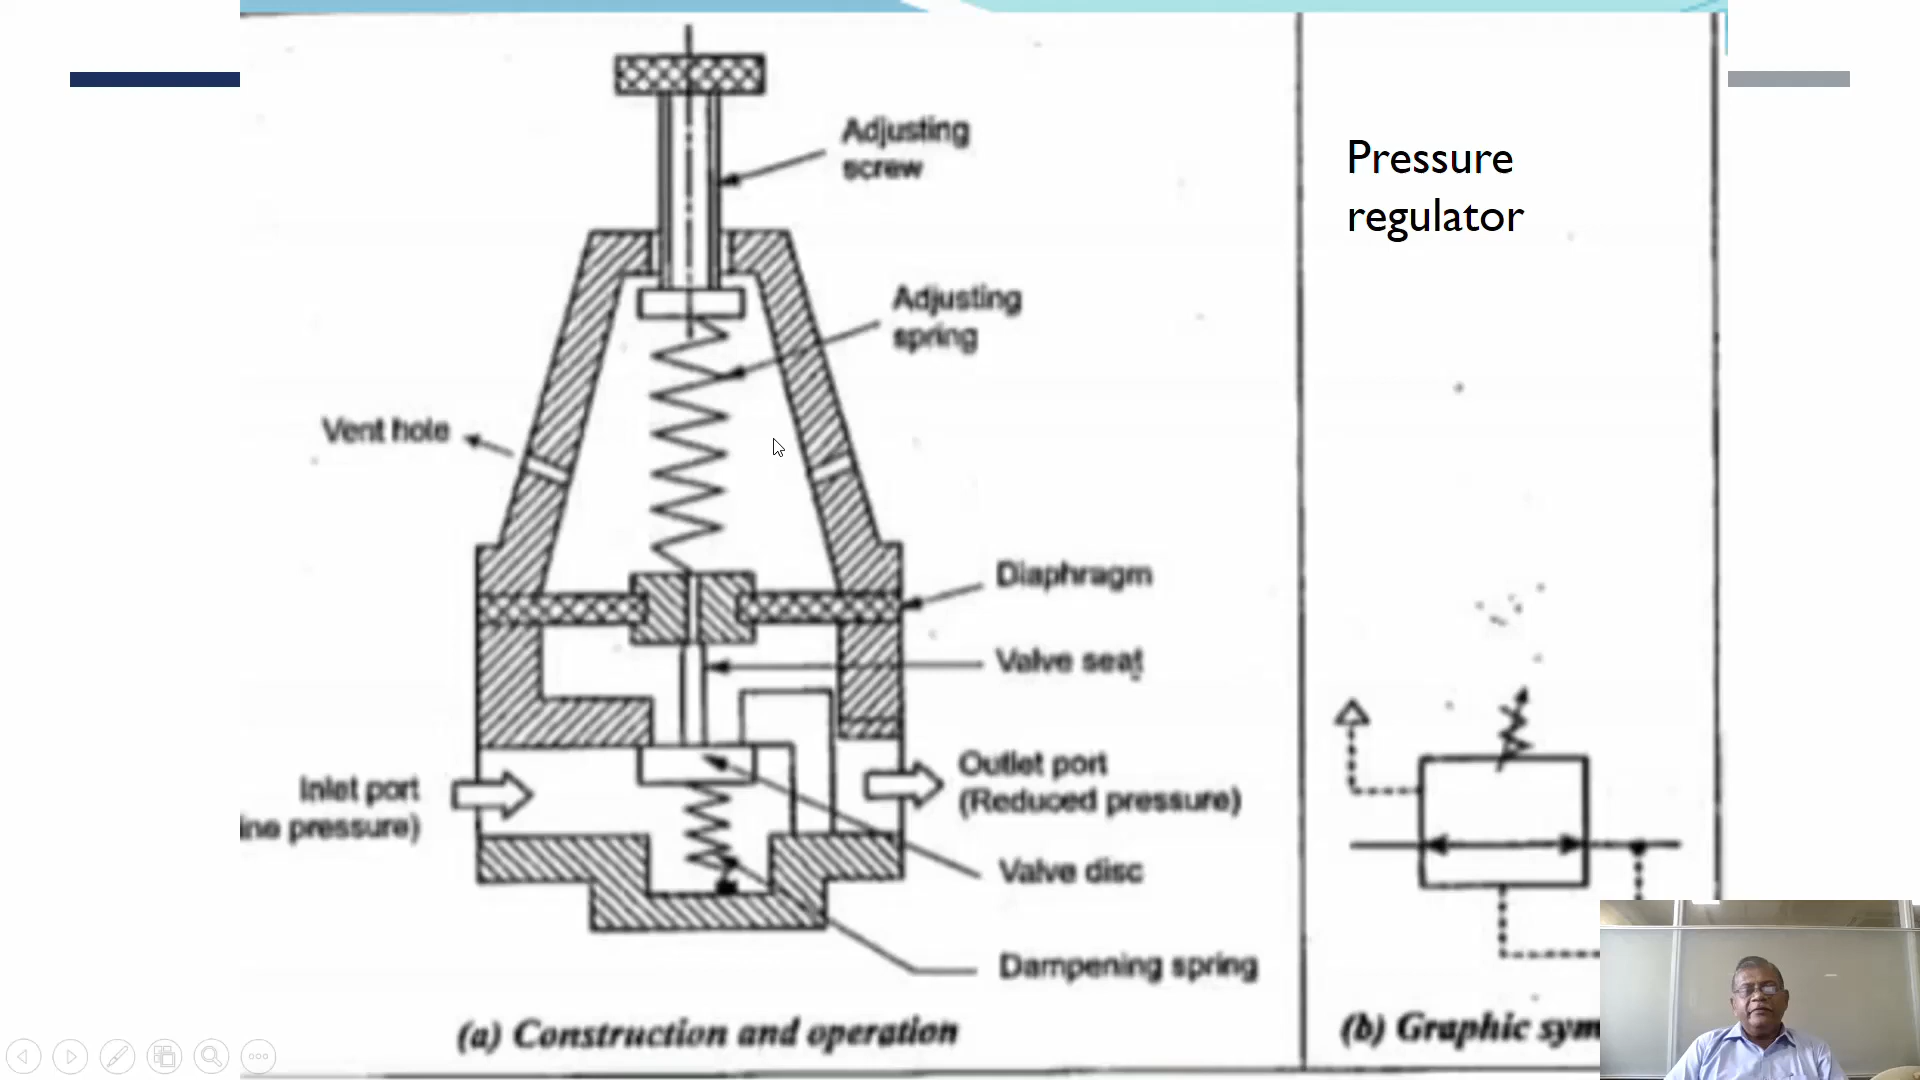 Adjusting
screw
Pressure
regulator
Adjusting
spring
Vent hole
Diaphragm
Valve seat
Inlet port
ine pressure)
Outlet port
(Reduced pressure)
Valve disc
Dampening spring
(a) Construction and operation
(b) Graphic sym